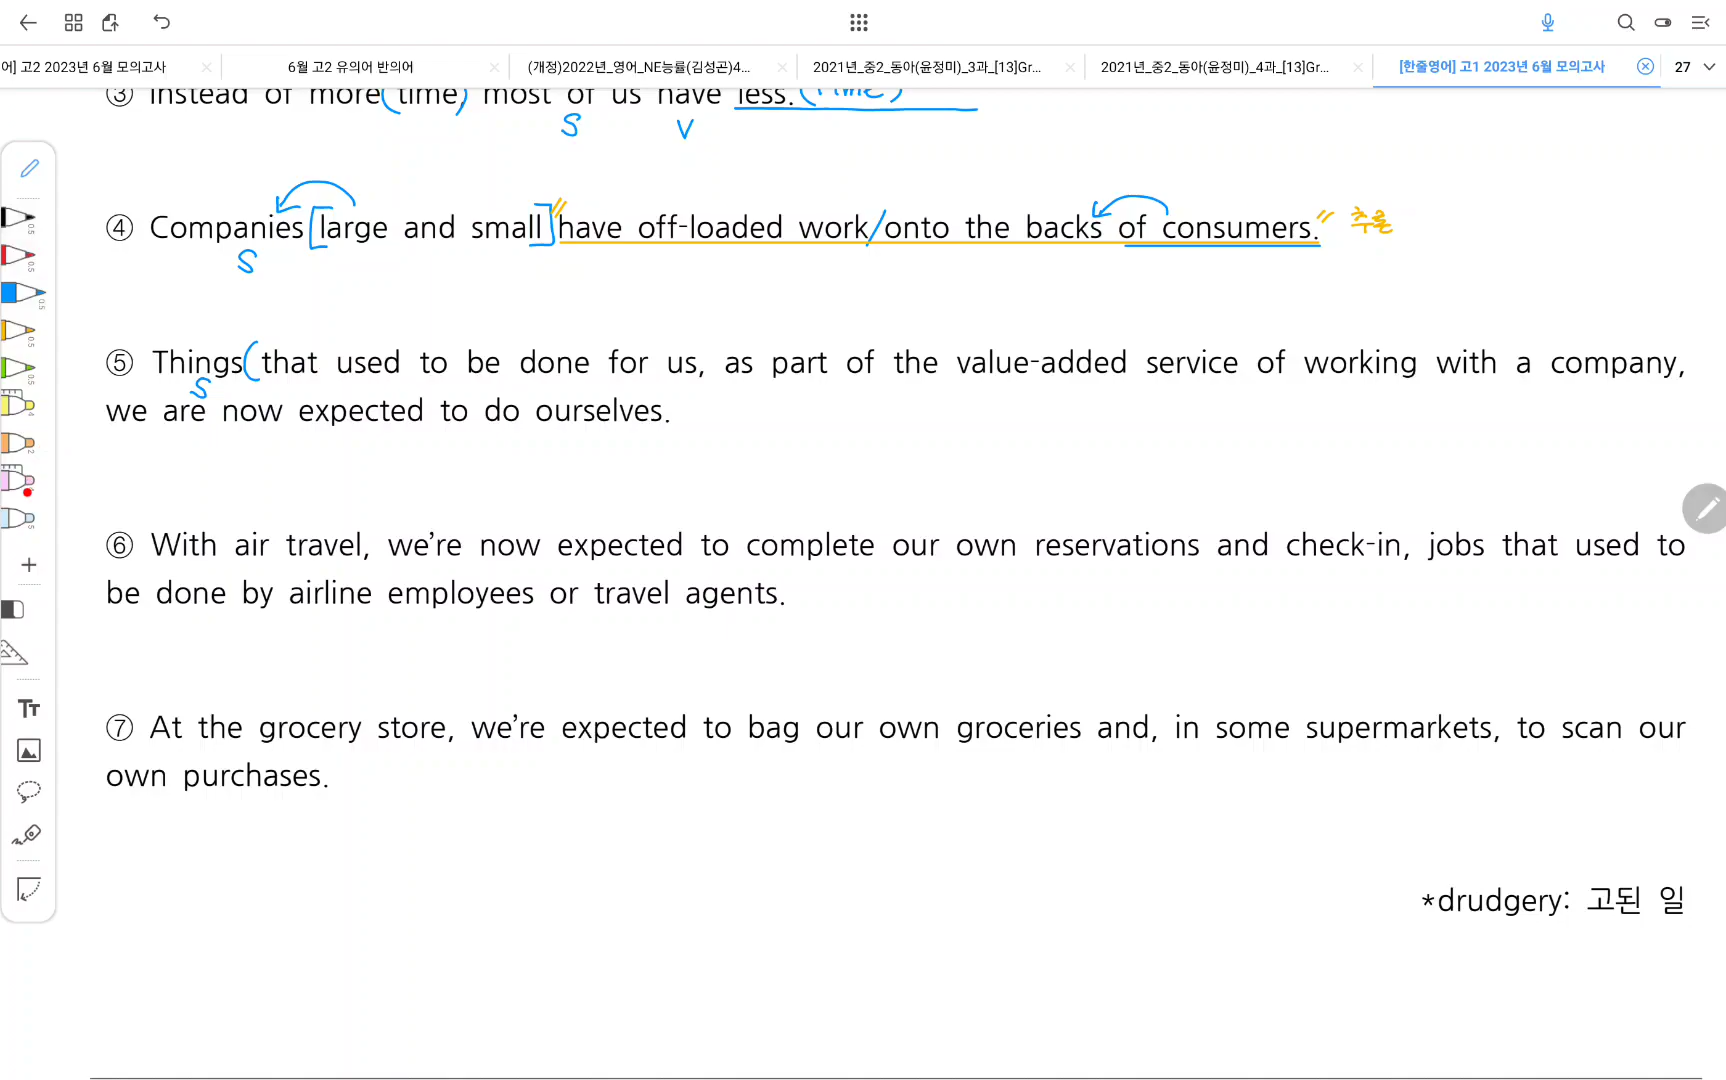 어] 고2 2023년 6월 모의고사
6월 고2 유의어 반의어
(개정)2022년_영어_NE능률(김성곤)4...
2021년_중2_동아(윤정미)_3과_[13]Gr...
2021년_중2_동아(윤정미)_4과_[13]Gr...
[한줄영어] 고1 2023년 6월 모의고사
27
③ Instead of more (time) most of us have less. (Time)
S V
④ Companies [large and small] "have off-loaded work / onto the backs of consumers." 추론
S
⑤ Things (that used to be done for us, as part of the value-added service of working with a company,
S
we are now expected to do ourselves.
⑥ With air travel, we’re now expected to complete our own reservations and check-in, jobs that used to
be done by airline employees or travel agents.
⑦ At the grocery store, we’re expected to bag our own groceries and, in some supermarkets, to scan our
own purchases.
*drudgery: 고된 일